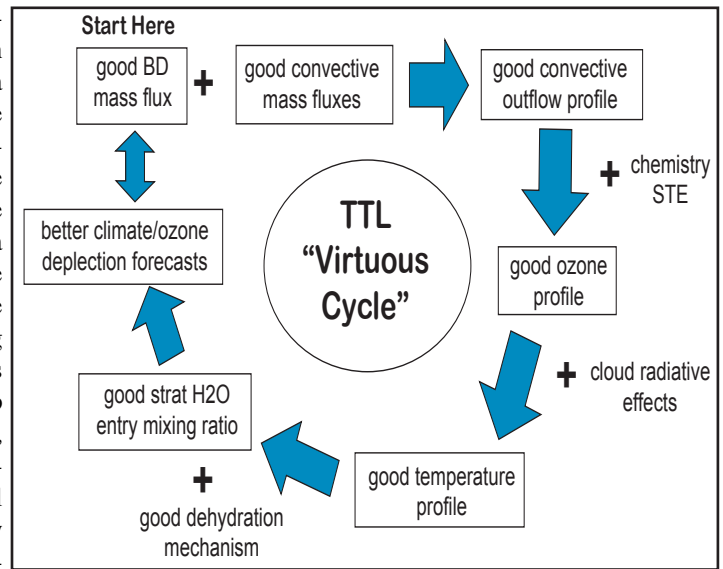 Start Here
good BD
mass flux
+
good convective
mass fluxes
good convective
outflow profile
+ chemistry
STE
good ozone
profile
+ cloud radiative
effects
good temperature
profile
good strat H2O
entry mixing ratio
+
good dehydration
mechanism
better climate/ozone
deplection forecasts
TTL
“Virtuous
Cycle”